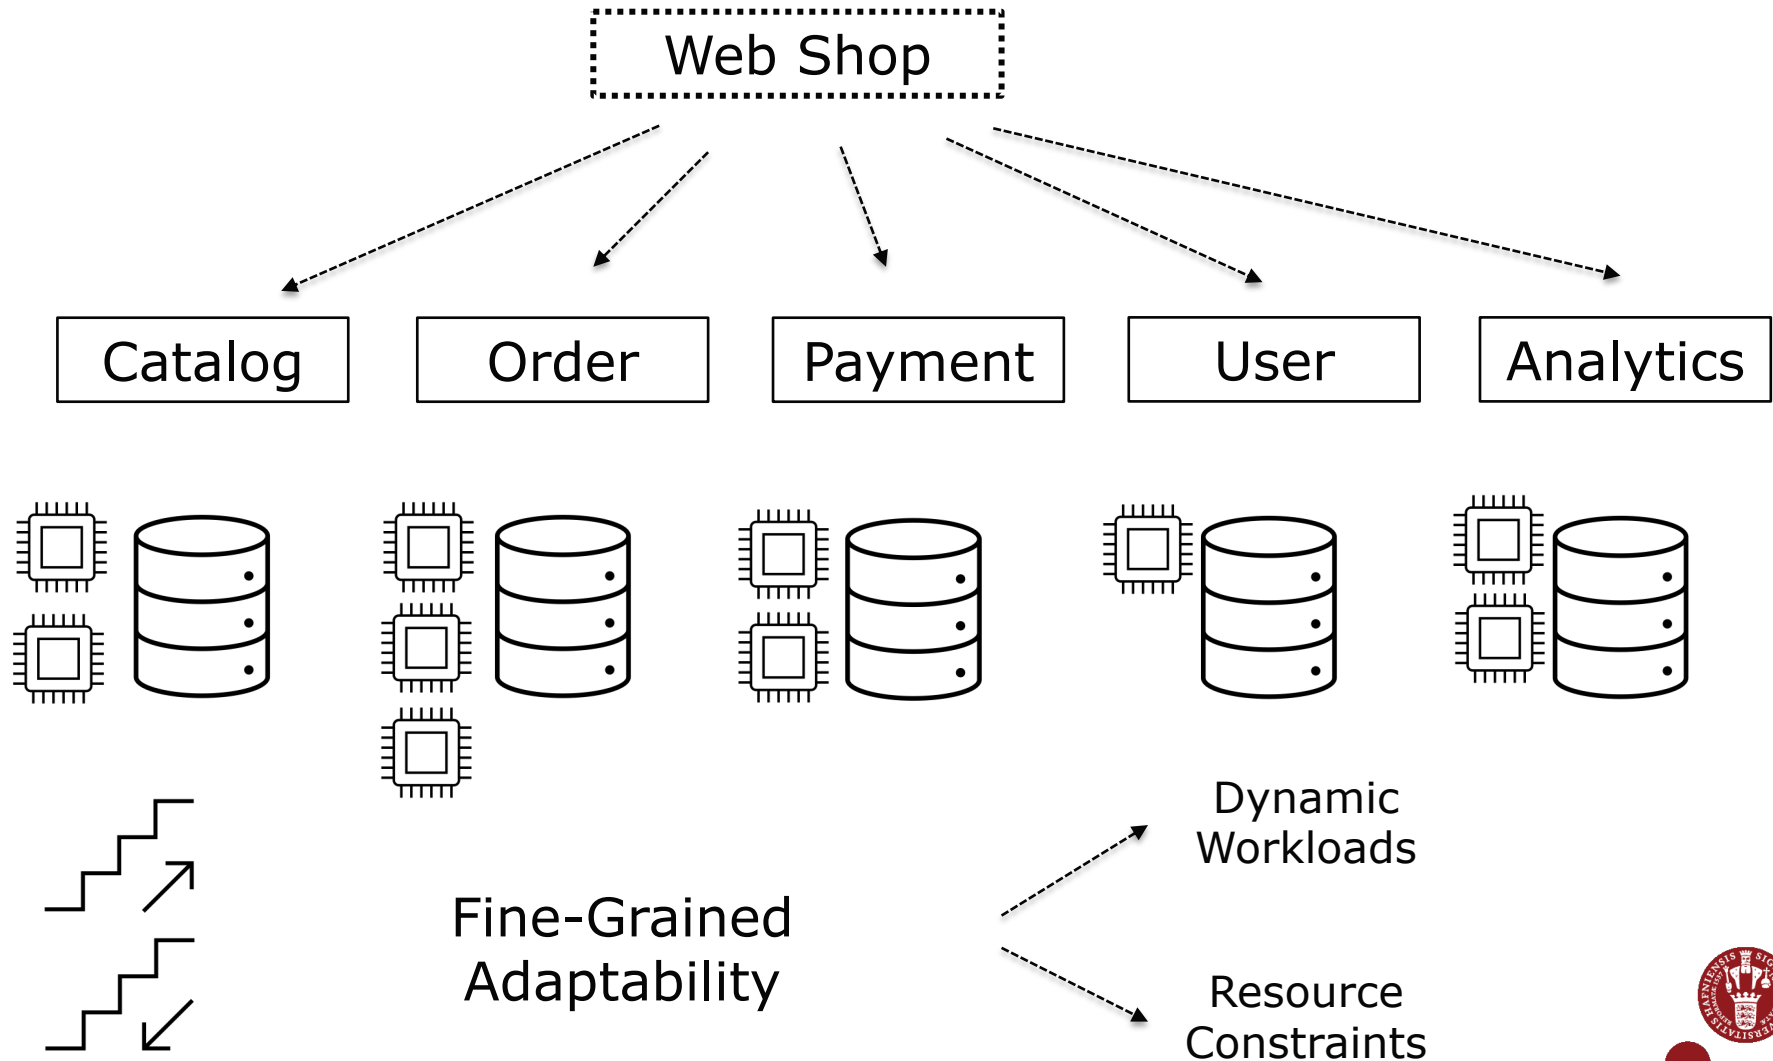 Web Shop
Catalog
Order
Payment
User
Analytics
Dynamic
Workloads
Fine-Grained
Adaptability
Resource
Constraints